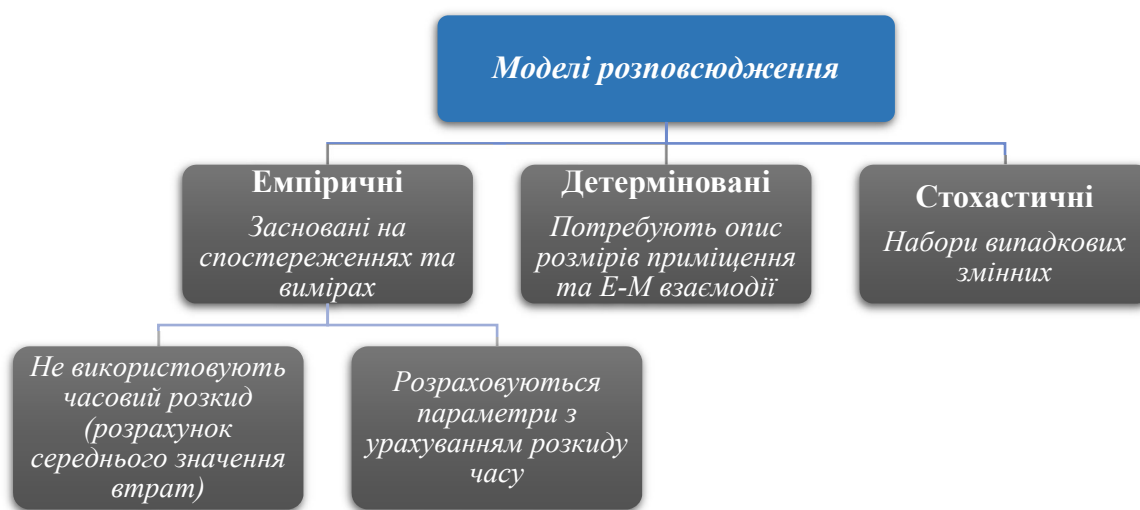 Моделі розповсюдження
Емпіричні
Засновані на
спостереженнях та
вимірах
Детерміновані
Потребують опис
розмірів приміщення
та Е-М взаємодії
Стохастичні
Набори випадкових
змінних
Не використовують
часовий розкид
(розрахунок
середнього значення
втрат)
Розраховуються
параметри з
урахуванням розкиду
часу